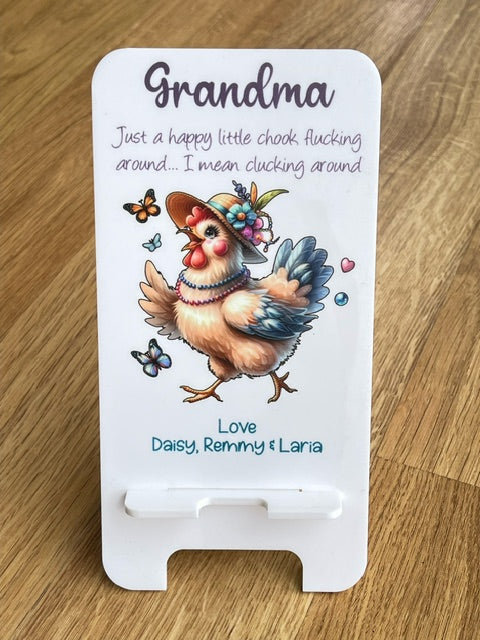 Grandma
Just a happy little chook flucking
around... I mean clucking around
Love
Daisy, Remmy & Laria